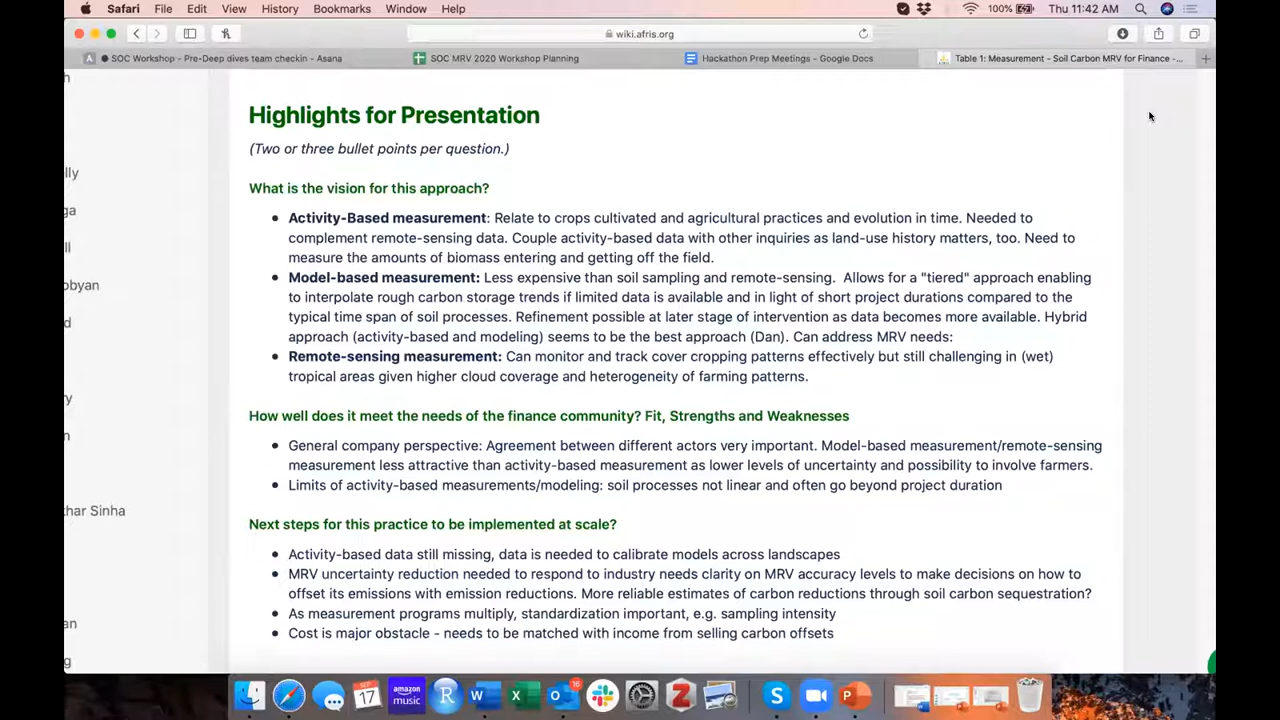 Safari File Edit View History Bookmarks Window Help 100% Thu 11:42 AM
wiki.afris.org
A SOC Workshop - Pre-Deep dives team checkin - Asana
SOC MRV 2020 Workshop Planning
Hackathon Prep Meetings - Google Docs
Table 1: Measurement - Soil Carbon MRV for Finance -...
h
lly
ga
ll
obyan
d
ry
n
khar Sinha
an
g
Highlights for Presentation
(Two or three bullet points per question.)
What is the vision for this approach?
• Activity-Based measurement: Relate to crops cultivated and agricultural practices and evolution in time. Needed to
complement remote-sensing data. Couple activity-based data with other inquiries as land-use history matters, too. Need to
measure the amounts of biomass entering and getting off the field.
• Model-based measurement: Less expensive than soil sampling and remote-sensing. Allows for a "tiered" approach enabling
to interpolate rough carbon storage trends if limited data is available and in light of short project durations compared to the
typical time span of soil processes. Refinement possible at later stage of intervention as data becomes more available. Hybrid
approach (activity-based and modeling) seems to be the best approach (Dan). Can address MRV needs:
• Remote-sensing measurement: Can monitor and track cover cropping patterns effectively but still challenging in (wet)
tropical areas given higher cloud coverage and heterogeneity of farming patterns.
How well does it meet the needs of the finance community? Fit, Strengths and Weaknesses
• General company perspective: Agreement between different actors very important. Model-based measurement/remote-sensing
measurement less attractive than activity-based measurement as lower levels of uncertainty and possibility to involve farmers.
• Limits of activity-based measurements/modeling: soil processes not linear and often go beyond project duration
Next steps for this practice to be implemented at scale?
• Activity-based data still missing, data is needed to calibrate models across landscapes
• MRV uncertainty reduction needed to respond to industry needs clarity on MRV accuracy levels to make decisions on how to
offset its emissions with emission reductions. More reliable estimates of carbon reductions through soil carbon sequestration?
• As measurement programs multiply, standardization important, e.g. sampling intensity
• Cost is major obstacle - needs to be matched with income from selling carbon offsets
SEP
17
amazon
music
R
W
X
16
Z
S
P